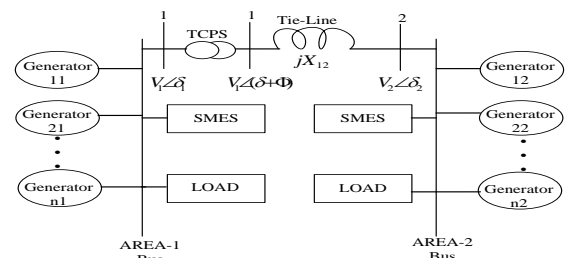 1
TCPS
1
Tie-Line
2
jX12
V1∠δ1
V1∠(δ+Φ)
V2∠δ2
Generator
11
Generator
21
Generator
n1
SMES
LOAD
SMES
LOAD
Generator
12
Generator
22
Generator
n2
AREA-1
Bus
AREA-2
Bus